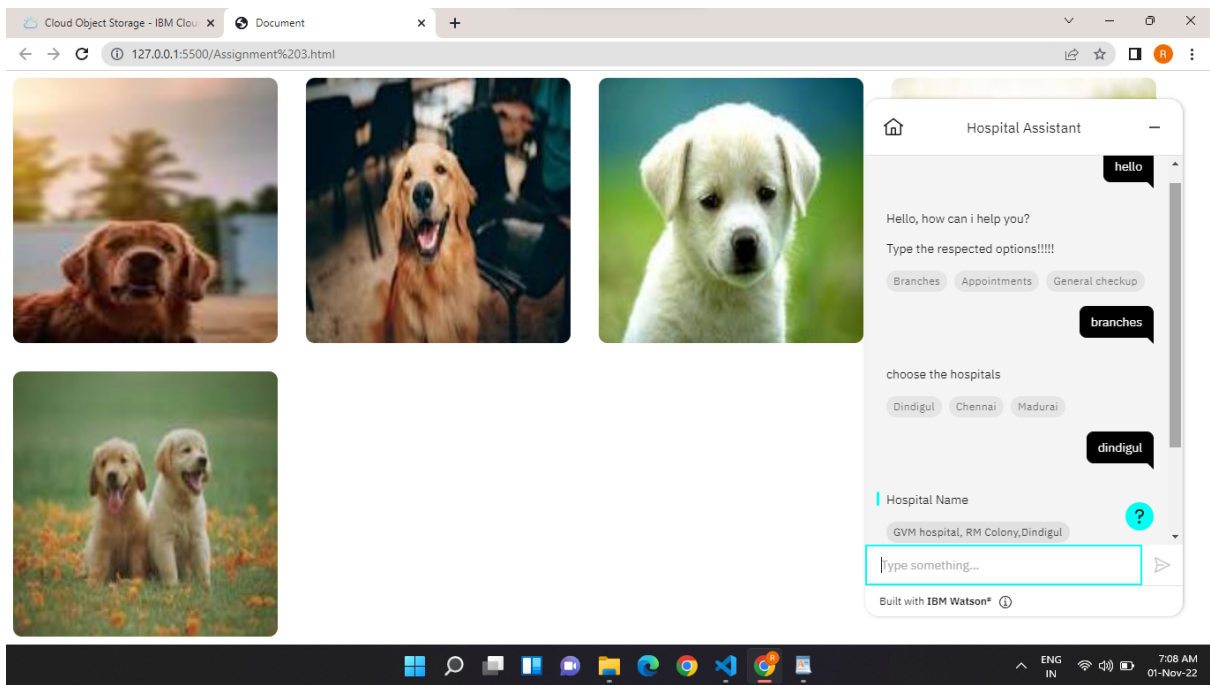 Cloud Object Storage - IBM Clou
Document
127.0.0.1:5500/Assignment%203.html
R
Hospital Assistant
hello
Hello, how can i help you?
Type the respected options!!!!!
Branches Appointments General checkup
branches
choose the hospitals
Dindigul Chennai Madurai
dindigul
Hospital Name
?
GVM hospital, RM Colony,Dindigul
Type something...
Built with IBM Watson®
ENG
IN
7:08 AM
01-Nov-22